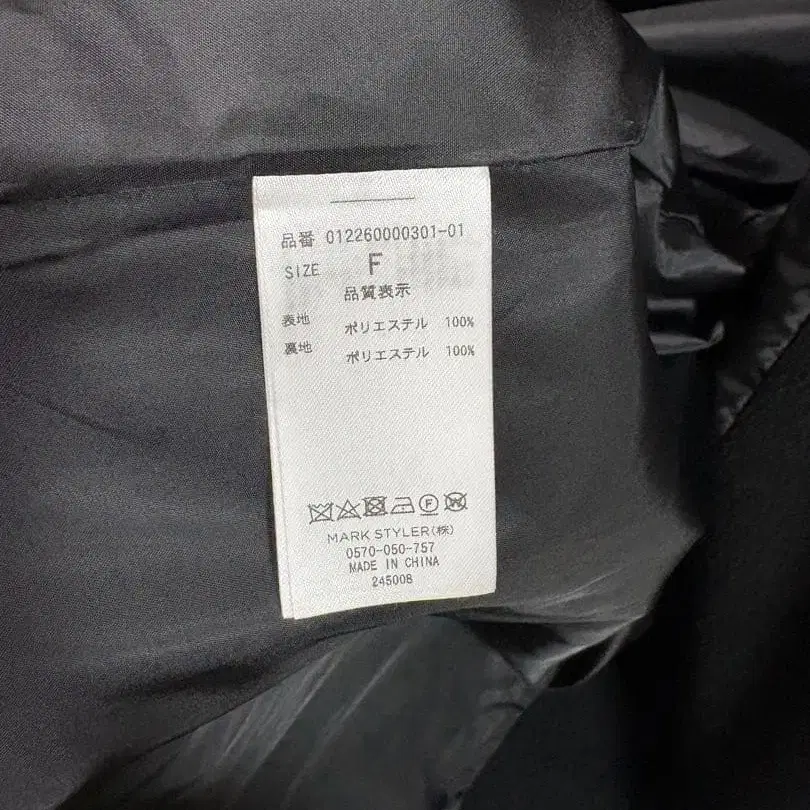 品番 012260000301-01
SIZE F
品質表示
表地 ポリエステル 100%
裏地 ポリエステル 100%
MARK STYLER(株)
0570-050-757
MADE IN CHINA
245008